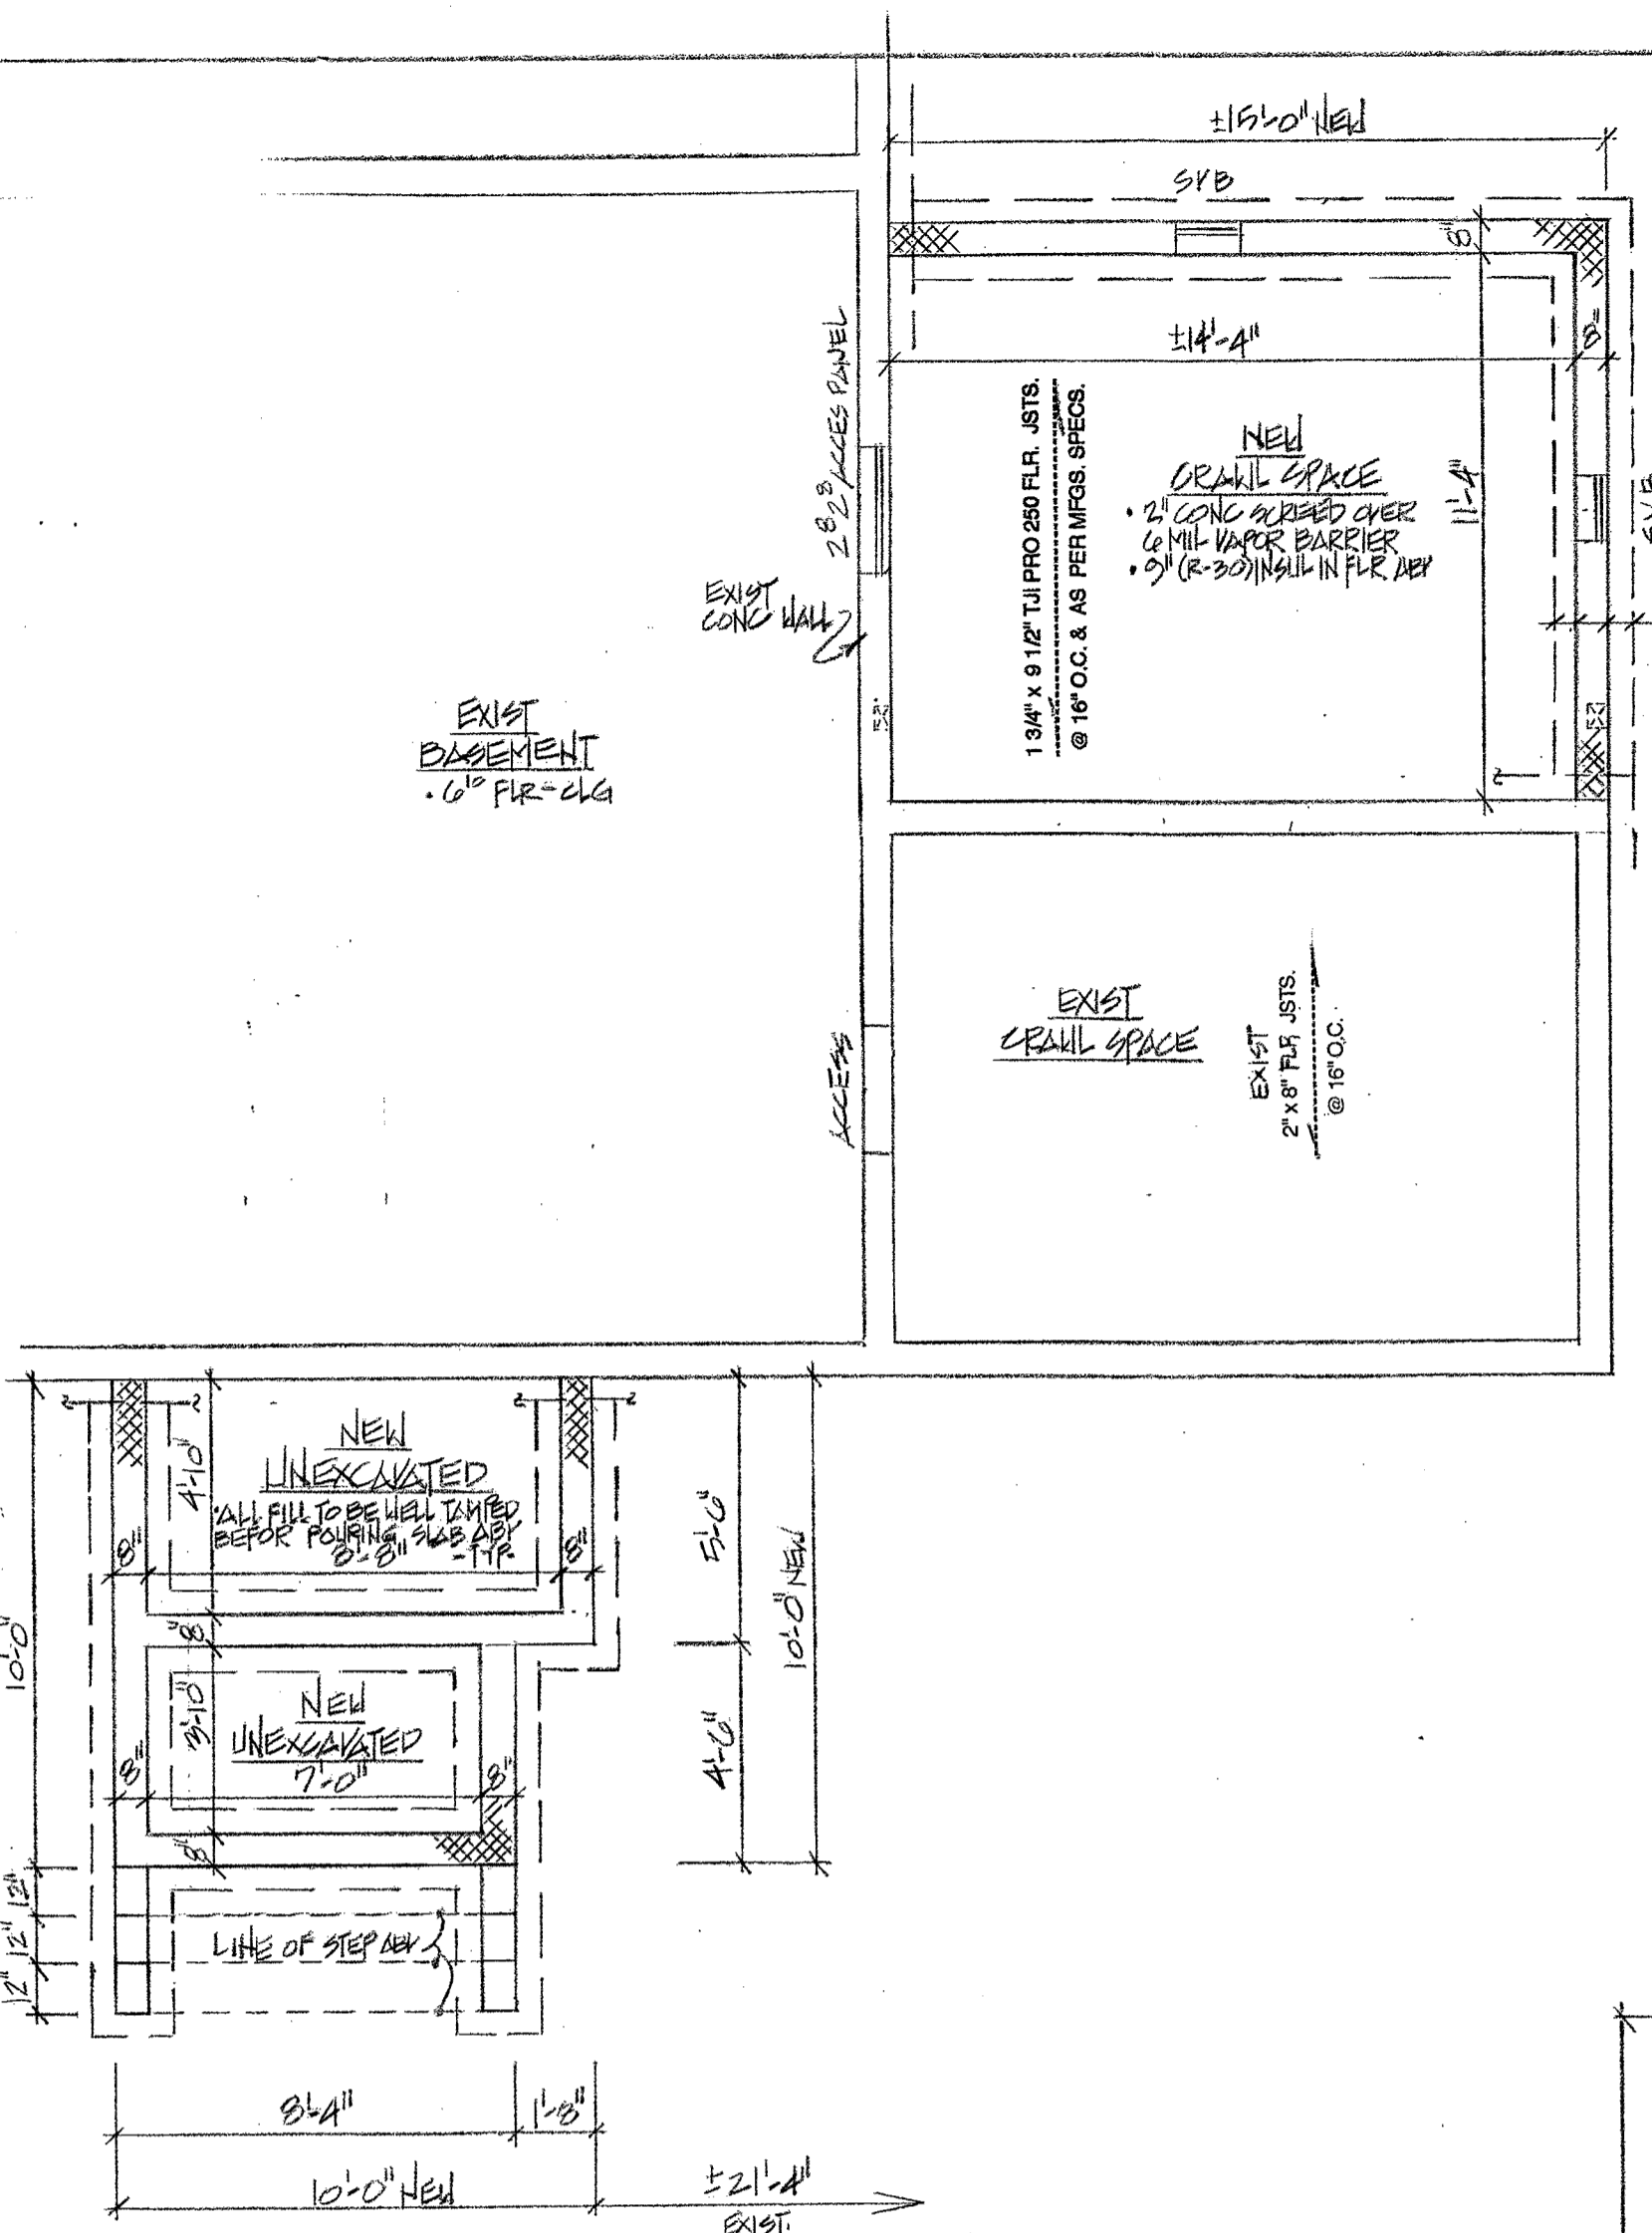 ±15'-0" NEW
SVB
8"
±14'-4"
8"
2⁸2⁸ ACCES PANEL
1 3/4" x 9 1/2" TJI PRO 250 FLR. JSTS.
@ 16" O.C. & AS PER MFGS. SPECS.
NEW
CRAWL SPACE
• 2" CONC SCREED OVER
6 MIL VAPOR BARRIER
• 9" (R-30) INSUL IN FLR ABV
11'-4"
EXIST
CONC WALL
EXIST
BASEMENT
• 6'¹⁰ FLR-CLG
ACCESS
EXIST
CRAWL SPACE
EXIST
2" x 8" FLR JSTS.
@ 16" O.C.
NEW
UNEXCAVATED
• ALL FILL TO BE WELL TAMPED
BEFOR POURING SLAB ABV
-TYP-
4'-10"
8"
8'-8"
8"
10'-0"
8"
5'-6"
10'-0" NEW
3'-10"
NEW
UNEXCAVATED
8"
7'-0"
8"
4'-6"
8"
12"
12"
12"
LINE OF STEP ABV
8'-4"
1'-8"
10'-0" NEW
±21'-4"
EXIST.